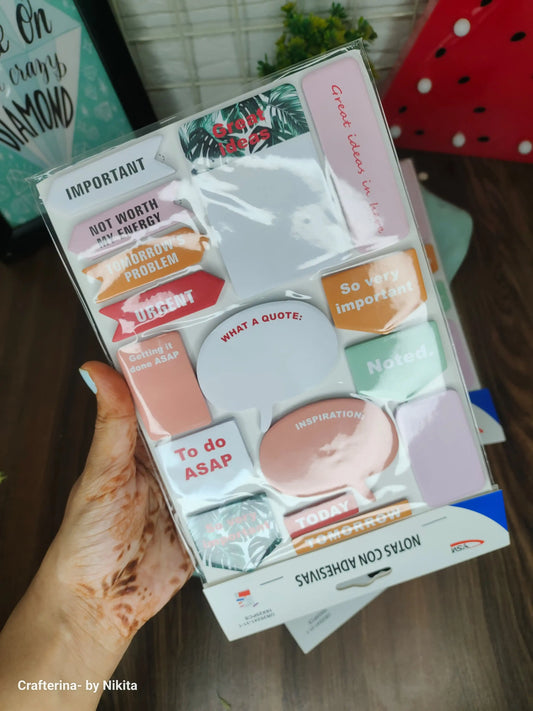 E ON
crazy
DIAMOND
IMPORTANT
NOT WORTH
MY ENERGY
TOMORROW'S
PROBLEM
URGENT
Great
ideas
Great ideas in
So very
important
WHAT A QUOTE:
Noted.
Getting it
done ASAP
To do
ASAP
INSPIRATION:
TODAY
TOMORROW
NOTAS CON ADHESIVAS
Crafterina- by Nikita